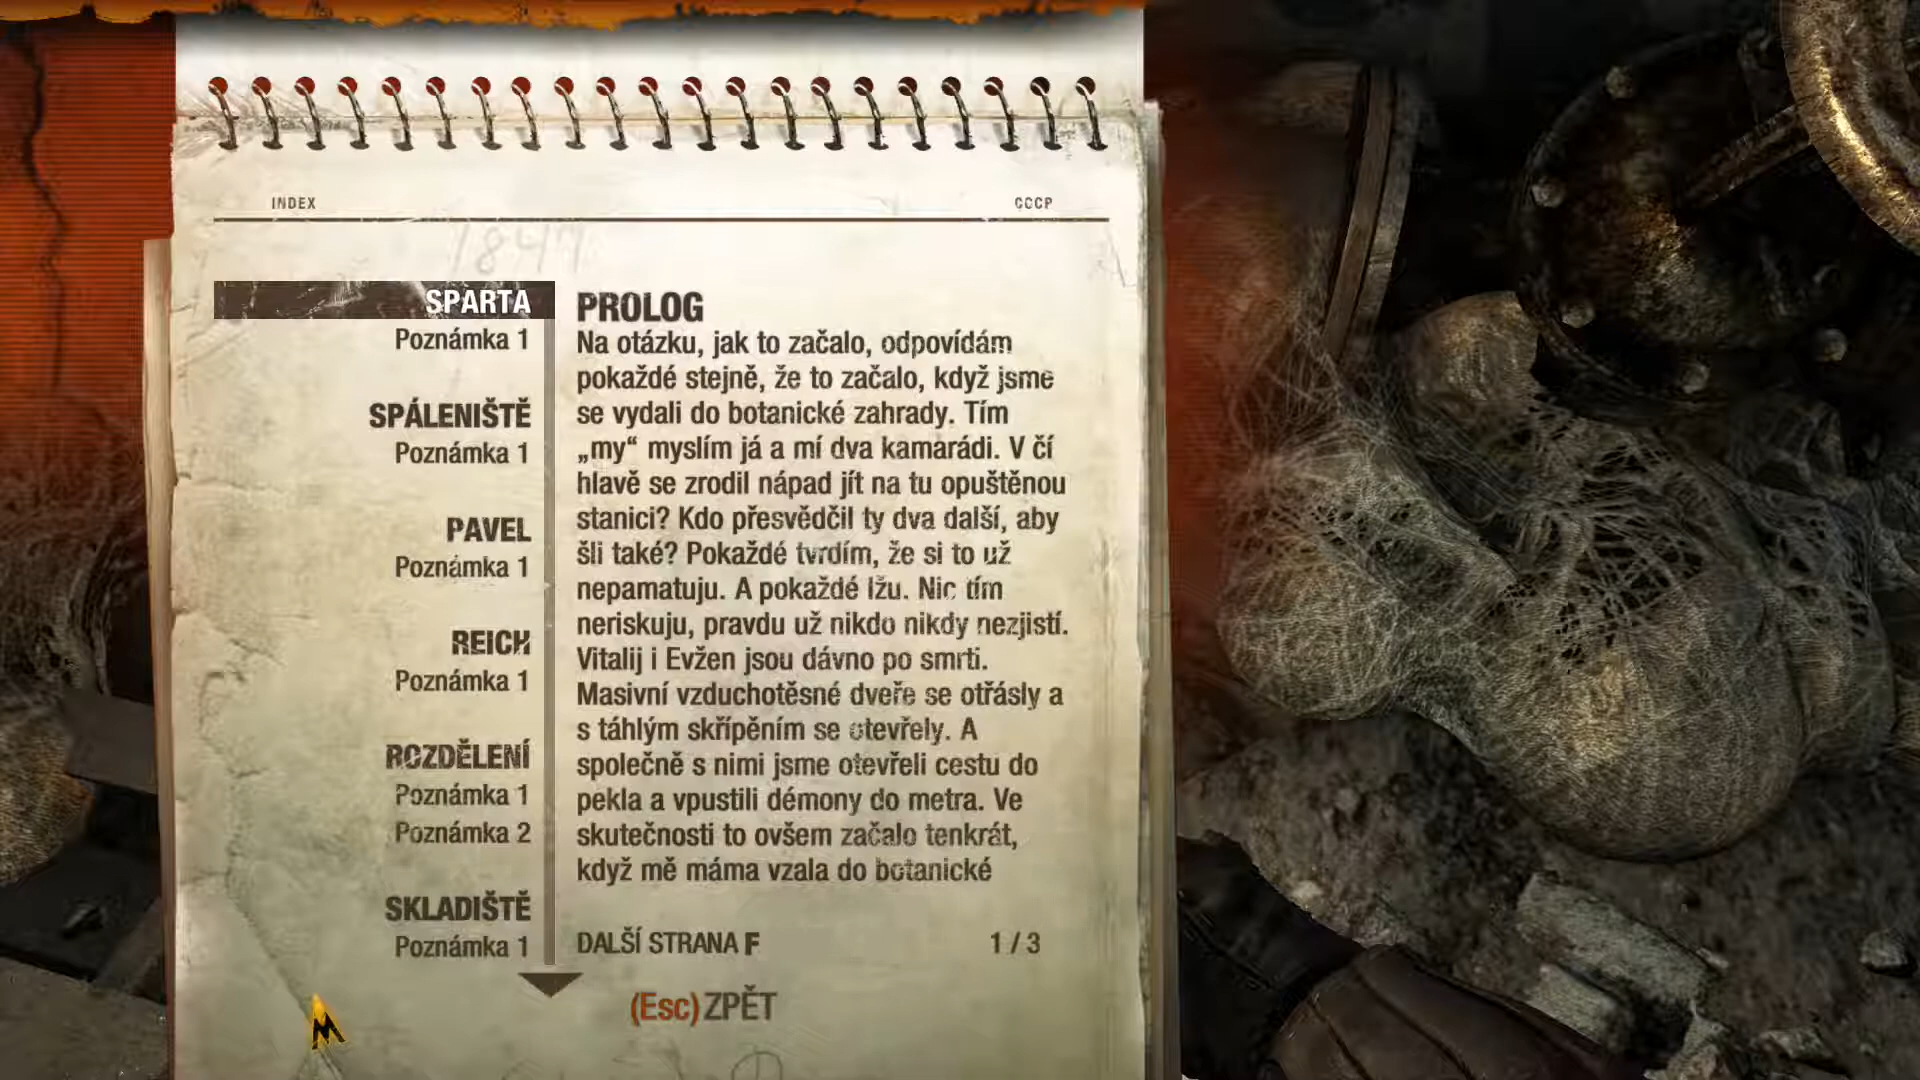 INDEX
CCCP
1847
SPARTA
Poznámka 1
SPÁLENIŠTĚ
Poznámka 1
PAVEL
Poznámka 1
REICH
Poznámka 1
ROZDĚLENÍ
Poznámka 1
Poznámka 2
SKLADIŠTĚ
Poznámka 1
PROLOG
Na otázku, jak to začalo, odpovídám
pokaždé stejně, že to začalo, když jsme
se vydali do botanické zahrady. Tím
„my“ myslím já a mí dva kamarádi. V čí
hlavě se zrodil nápad jít na tu opuštěnou
stanici? Kdo přesvědčil ty dva další, aby
šli také? Pokaždé tvrdím, že si to už
nepamatuju. A pokaždé lžu. Nic tím
neriskuju, pravdu už nikdo nikdy nezjistí.
Vitalij i Evžen jsou dávno po smrti.
Masivní vzduchotěsné dveře se otřásly a
s táhlým skřípěním se otevřely. A
společně s nimi jsme otevřeli cestu do
pekla a vpustili démony do metra. Ve
skutečnosti to ovšem začalo tenkrát,
když mě máma vzala do botanické
DALŠÍ STRANA F
1 / 3
(Esc) ZPĚT
M